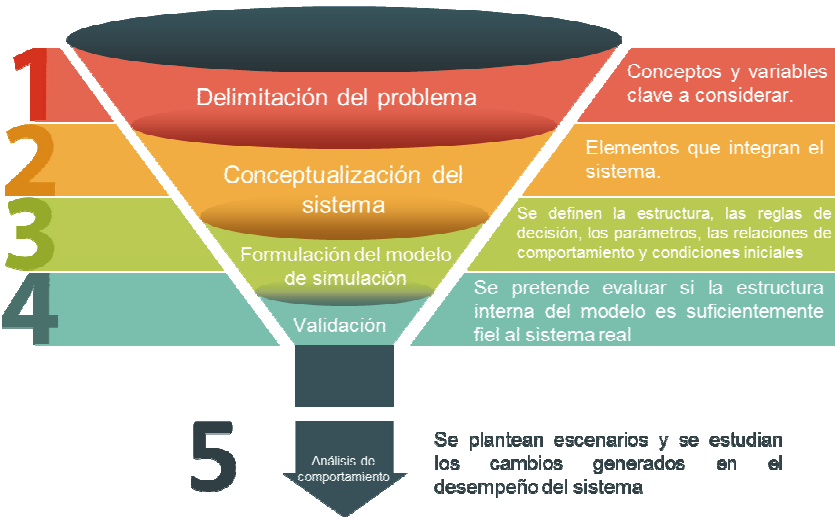 1
Delimitación del problema
Conceptos y variables
clave a considerar.
2
Conceptualización del
sistema
Elementos que integran el
sistema.
3
Formulación del modelo
de simulación
Se definen la estructura, las reglas de
decisión, los parámetros, las relaciones de
comportamiento y condiciones iniciales
4
Validación
Se pretende evaluar si la estructura
interna del modelo es suficientemente
fiel al sistema real
5
Análisis de
comportamiento
Se plantean escenarios y se estudian
los cambios generados en el
desempeño del sistema